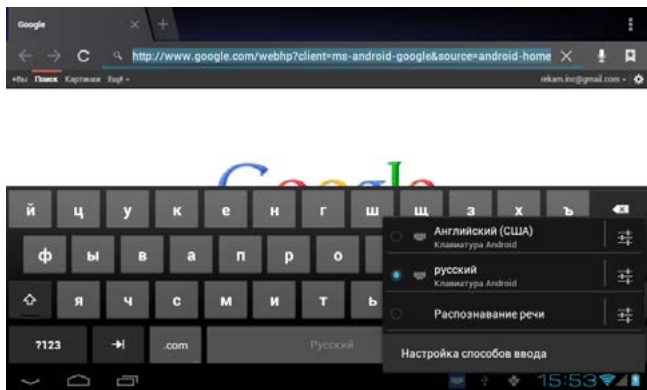 Google
http://www.google.com/webhp?client=ms-android-google&source=android-home
+Вы Поиск Картинки Ещё
rekam.inc@gmail.com
Google
й ц у к е н г ш щ з х ъ
ф ы в а п р о
я ч с м и т ь
?123 .com Русский
Английский (США)
Клавиатура Android
русский
Клавиатура Android
Распознавание речи
Настройка способов ввода
15:53